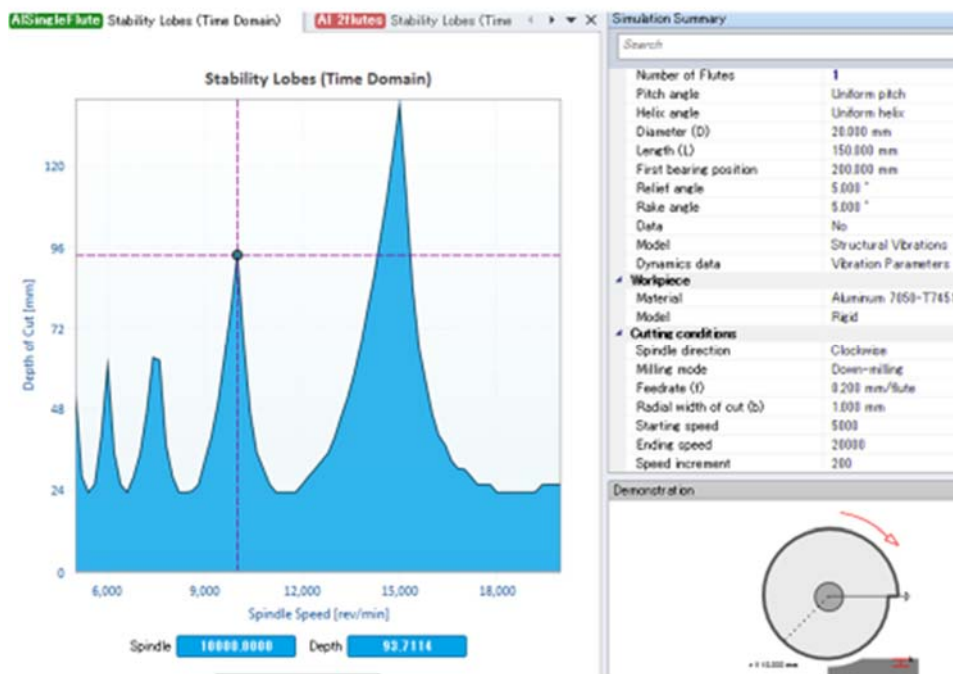 AlSingleFlute Stability Lobes (Time Domain)
Al 2flutes Stability Lobes (Time
Stability Lobes (Time Domain)
Depth of Cut [mm]
120
96
72
48
24
0
6,000 9,000 12,000 15,000 18,000
Spindle Speed [rev/min]
Spindle 10000.0000 Depth 93.7114
Simulation Summary
Search
Number of Flutes 1
Pitch angle Uniform pitch
Helix angle Uniform helix
Diameter (D) 20.000 mm
Length (L) 150.000 mm
First bearing position 200.000 mm
Relief angle 5.000 °
Rake angle 5.000 °
Data No
Model Structural Vibrations
Dynamics data Vibration Parameters
Workpiece
Material Aluminum 7050-T745
Model Rigid
Cutting conditions
Spindle direction Clockwise
Milling mode Down-milling
Feedrate (f) 0.200 mm/flute
Radial width of cut (b) 1.000 mm
Starting speed 5000
Ending speed 20000
Speed increment 200
Demonstration